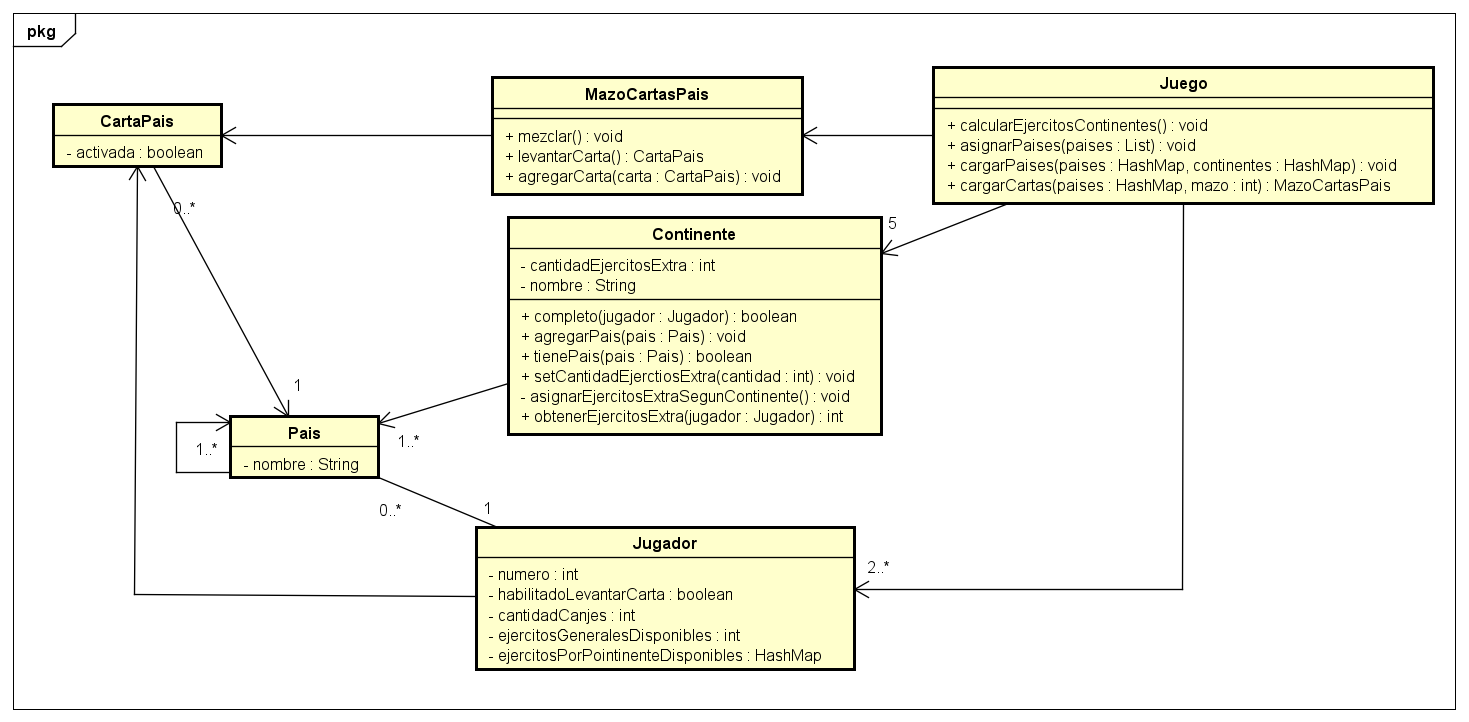 pkg
CartaPais
- activada : boolean
MazoCartasPais
+ mezclar() : void
+ levantarCarta() : CartaPais
+ agregarCarta(carta : CartaPais) : void
Juego
+ calcularEjercitosContinentes() : void
+ asignarPaises(paises : List) : void
+ cargarPaises(paises : HashMap, continentes : HashMap) : void
+ cargarCartas(paises : HashMap, mazo : int) : MazoCartasPais
0..*
5
Continente
- cantidadEjercitosExtra : int
- nombre : String
+ completo(jugador : Jugador) : boolean
+ agregarPais(pais : Pais) : void
+ tienePais(pais : Pais) : boolean
+ setCantidadEjerctiosExtra(cantidad : int) : void
- asignarEjercitosExtraSegunContinente() : void
+ obtenerEjercitosExtra(jugador : Jugador) : int
1
1..*
Pais
- nombre : String
1..*
0..*
1
2..*
Jugador
- numero : int
- habilitadoLevantarCarta : boolean
- cantidadCanjes : int
- ejercitosGeneralesDisponibles : int
- ejercitosPorPointinenteDisponibles : HashMap